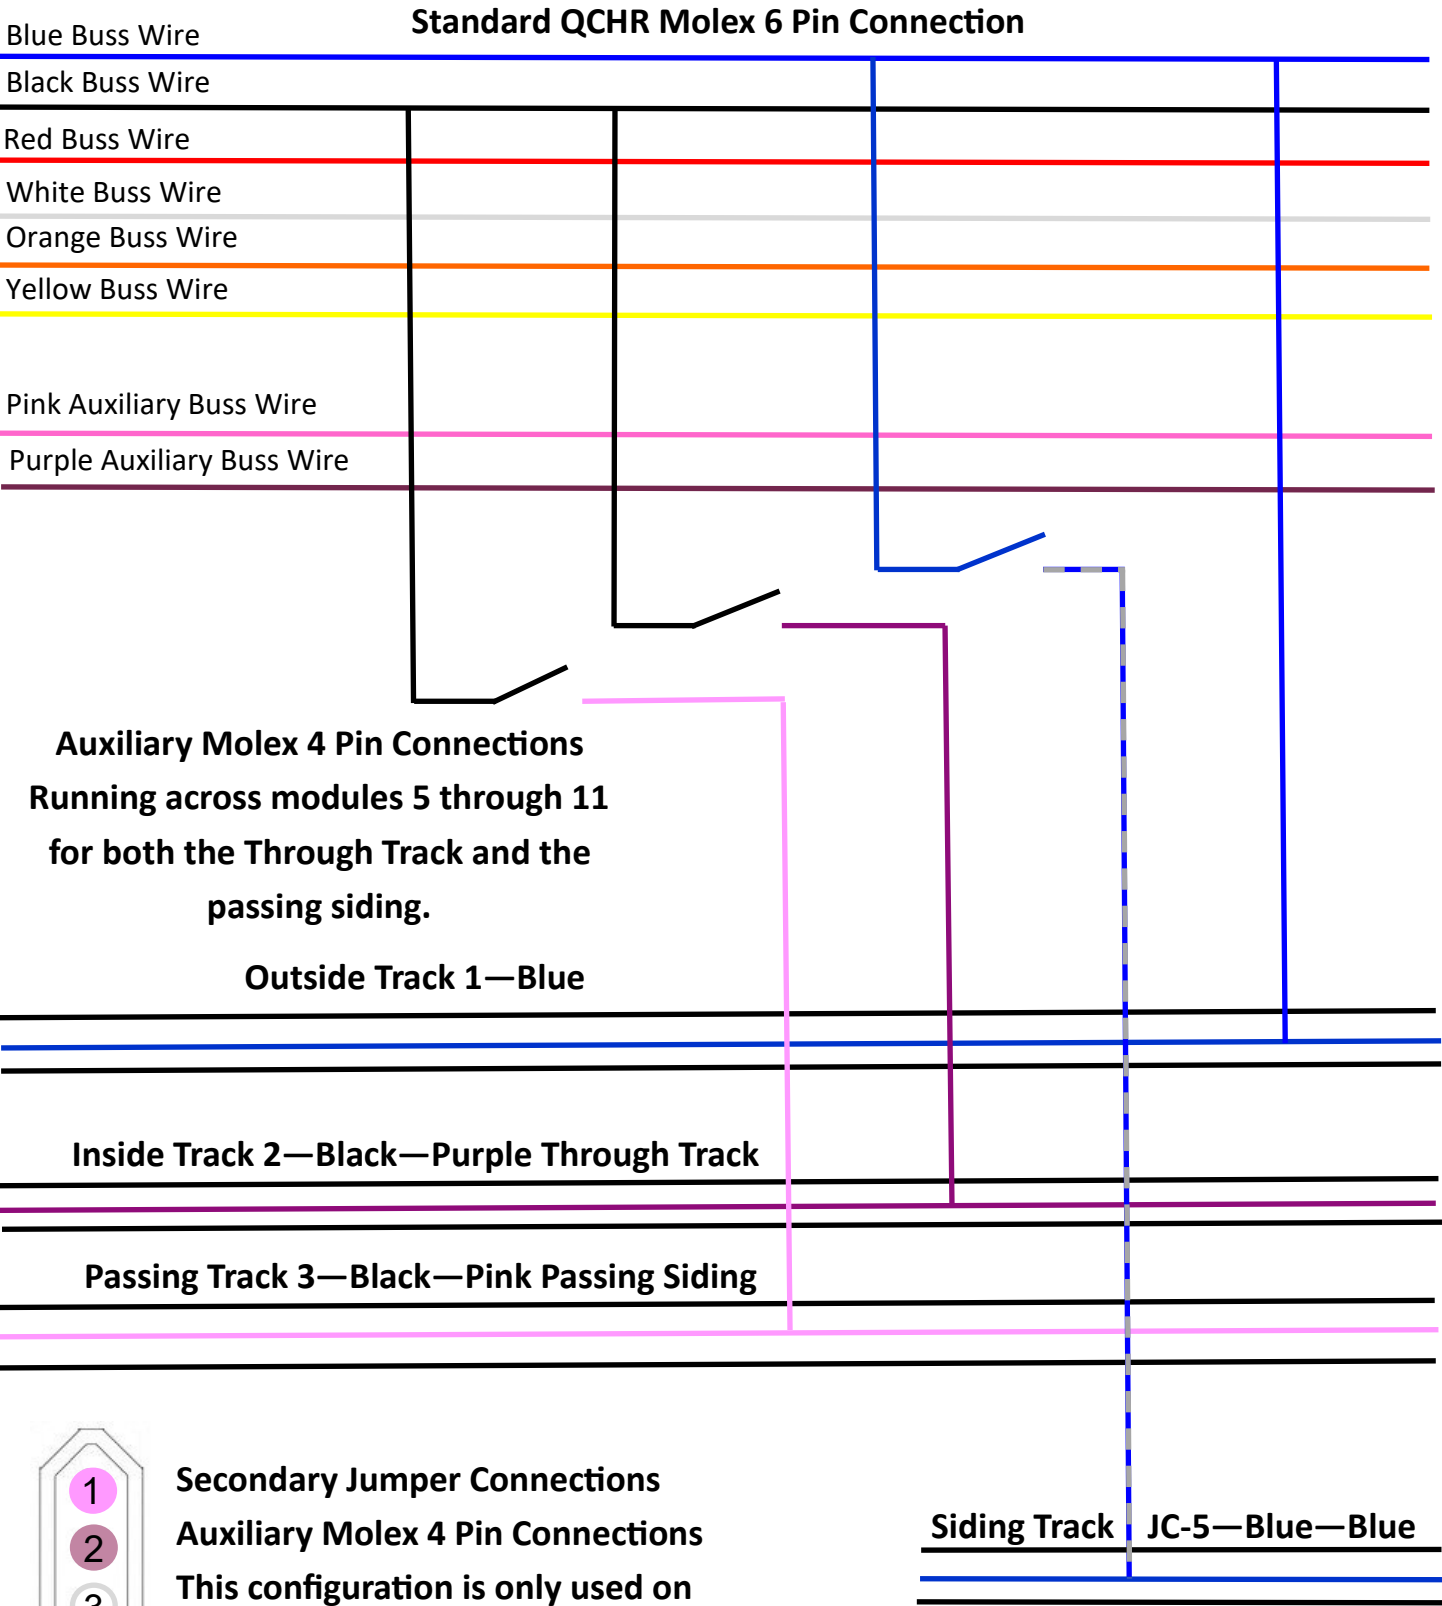 Standard QCHR Molex 6 Pin Connection
Blue Buss Wire
Black Buss Wire
Red Buss Wire
White Buss Wire
Orange Buss Wire
Yellow Buss Wire
Pink Auxiliary Buss Wire
Purple Auxiliary Buss Wire
Auxiliary Molex 4 Pin Connections
Running across modules 5 through 11
for both the Through Track and the
passing siding.
Outside Track 1—Blue
Inside Track 2—Black—Purple Through Track
Passing Track 3—Black—Pink Passing Siding
1
2
3
Secondary Jumper Connections
Auxiliary Molex 4 Pin Connections
This configuration is only used on
Siding Track JC-5—Blue—Blue